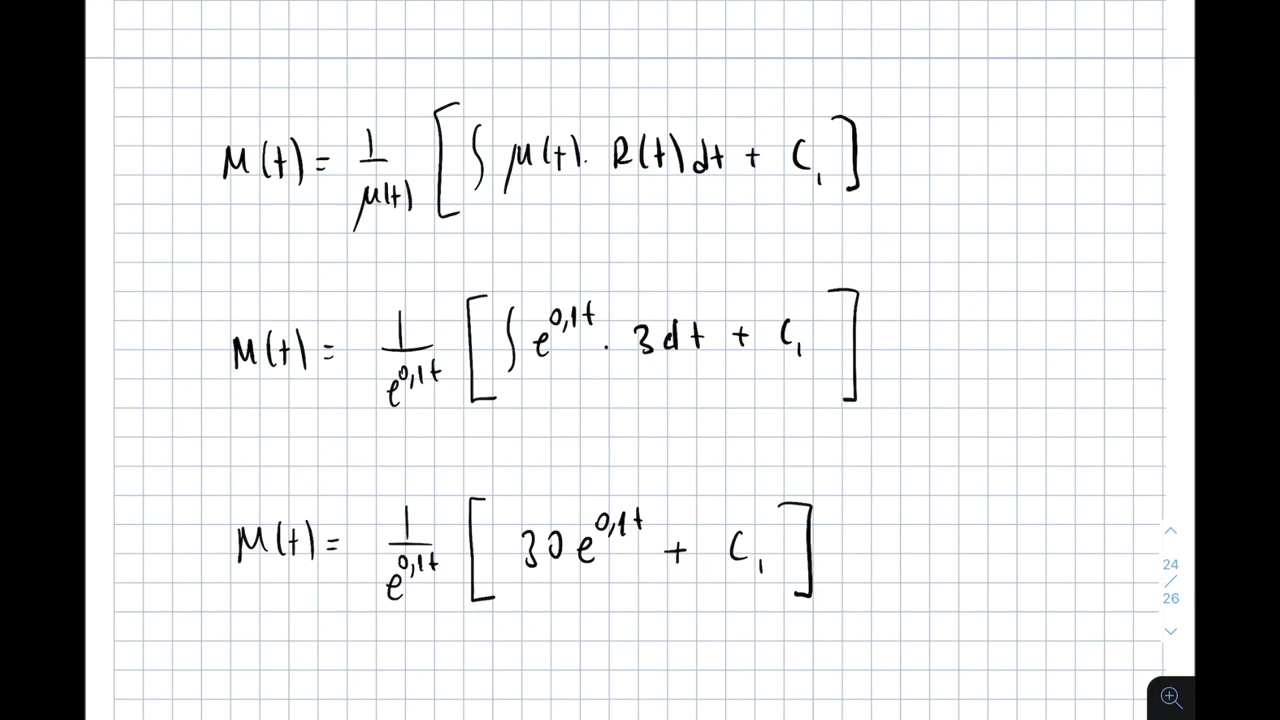 M(t) = 1/μ(t) [ ∫ μ(t) · R(t) dt + C₁ ]
M(t) = 1/e^0,1t [ ∫ e^0,1t · 3 dt + C₁ ]
M(t) = 1/e^0,1t [ 30 e^0,1t + C₁ ]
24
/
26